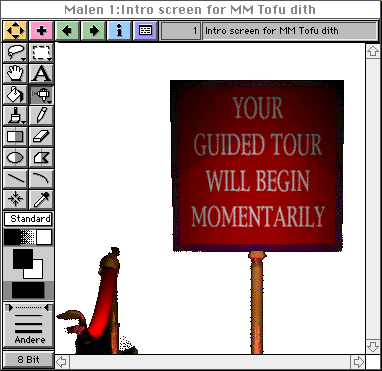 Malen 1:Intro screen for MM Tofu dith
1 Intro screen for MM Tofu dith
A
YOUR
GUIDED TOUR
WILL BEGIN
MOMENTARILY
Standard
Andere
8 Bit